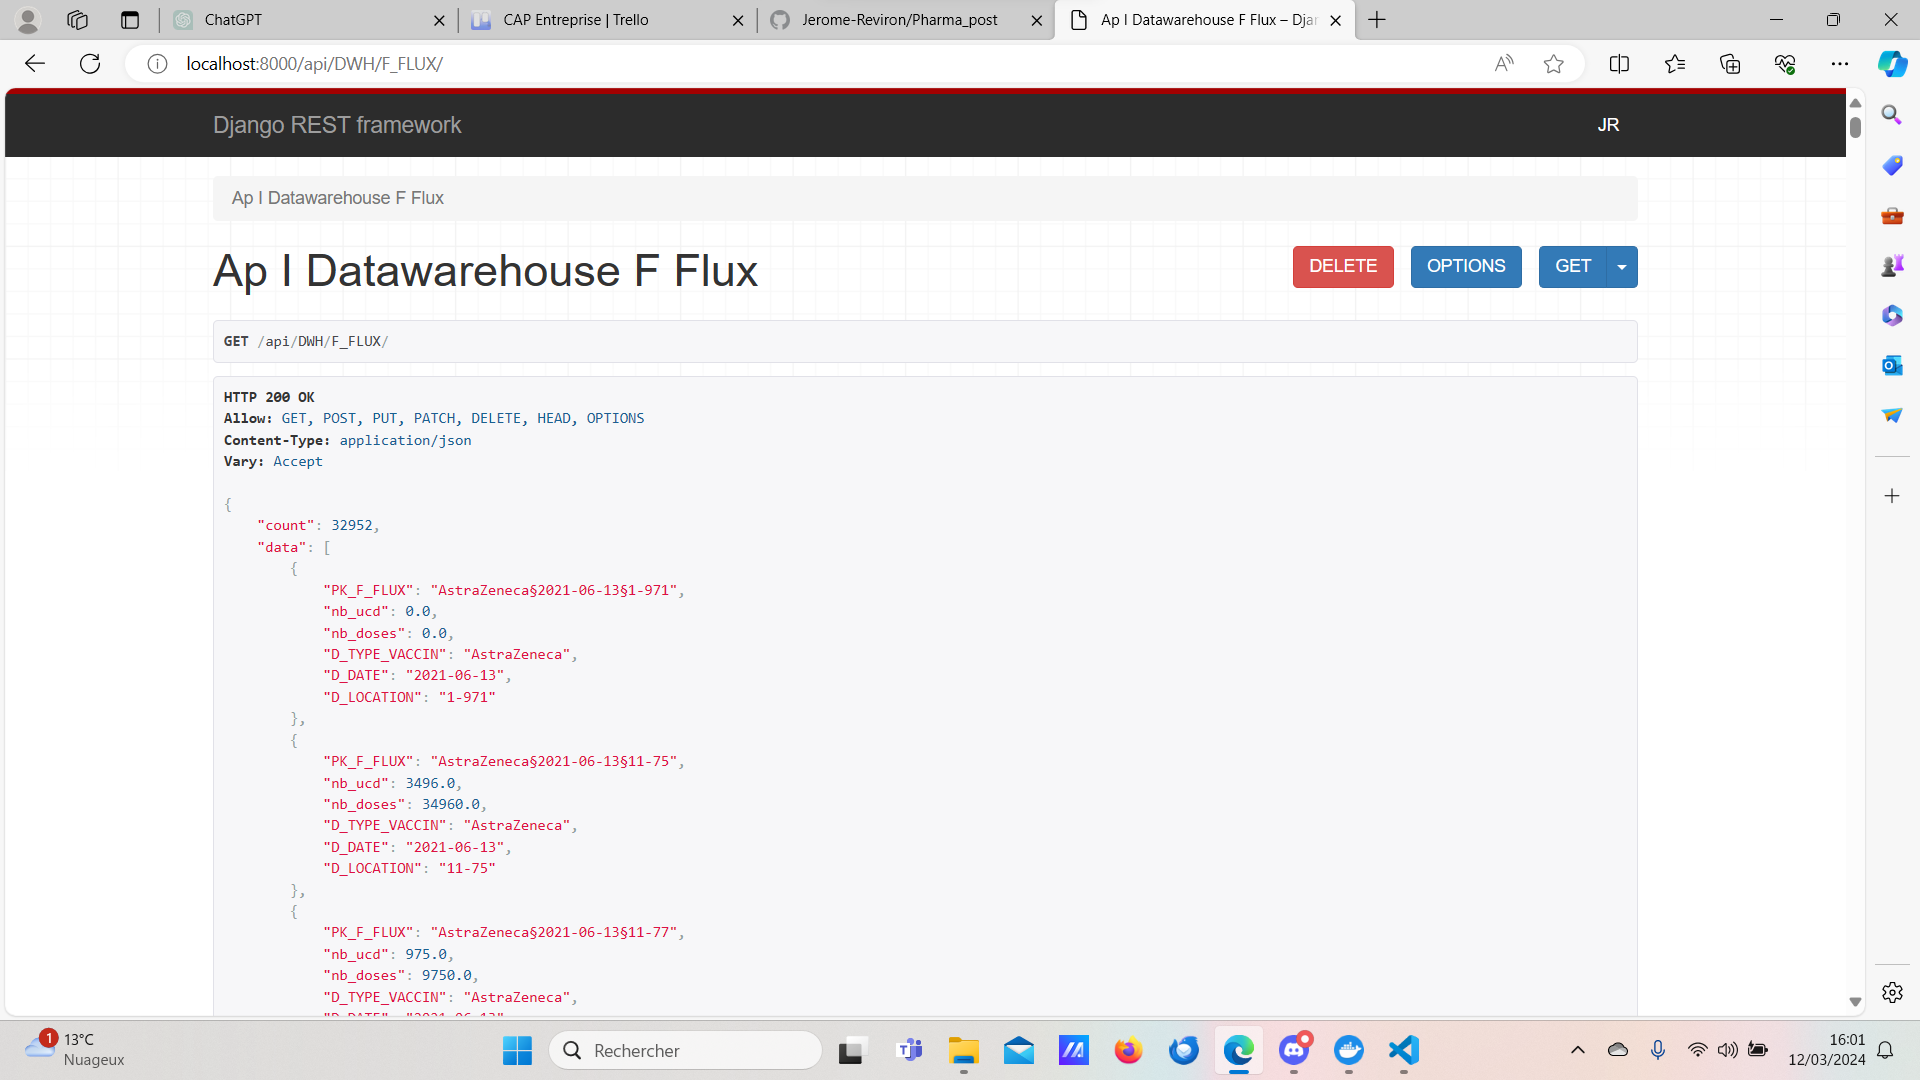 ChatGPT
CAP Entreprise | Trello
Jerome-Reviron/Pharma_post
Ap I Datawarehouse F Flux – Djan
localhost:8000/api/DWH/F_FLUX/
Django REST framework
JR
Ap I Datawarehouse F Flux
Ap I Datawarehouse F Flux
DELETE
OPTIONS
GET
GET /api/DWH/F_FLUX/
HTTP 200 OK
Allow: GET, POST, PUT, PATCH, DELETE, HEAD, OPTIONS
Content-Type: application/json
Vary: Accept
{
"count": 32952,
"data": [
{
"PK_F_FLUX": "AstraZeneca§2021-06-13§1-971",
"nb_ucd": 0.0,
"nb_doses": 0.0,
"D_TYPE_VACCIN": "AstraZeneca",
"D_DATE": "2021-06-13",
"D_LOCATION": "1-971"
},
{
"PK_F_FLUX": "AstraZeneca§2021-06-13§11-75",
"nb_ucd": 3496.0,
"nb_doses": 34960.0,
"D_TYPE_VACCIN": "AstraZeneca",
"D_DATE": "2021-06-13",
"D_LOCATION": "11-75"
},
{
"PK_F_FLUX": "AstraZeneca§2021-06-13§11-77",
"nb_ucd": 975.0,
"nb_doses": 9750.0,
"D_TYPE_VACCIN": "AstraZeneca",
"D_DATE": "2021-06-13",
1
13°C
Nuageux
Rechercher
16:01
12/03/2024